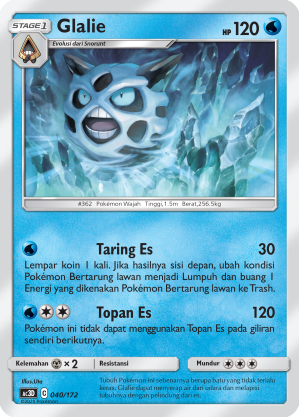 STAGE 1 Glalie HP 120
Evolusi dari Snorunt
#362 Pokémon Wajah Tinggi,1.5m Berat,256.5kg
Taring Es 30
Lempar koin 1 kali. Jika hasilnya sisi depan, ubah kondisi
Pokémon Bertarung lawan menjadi Lumpuh dan buang 1
Energi yang dikenakan Pokémon Bertarung lawan ke Trash.
Topan Es 120
Pokémon ini tidak dapat menggunakan Topan Es pada giliran
sendiri berikutnya.
Kelemahan ×2 Resistansi Mundur
Illus.Uta
C 040/172
Tubuh Pokémon ini sebenarnya berupa batu yang tidak terlalu
Glalie dapat menyerap air dari udara dan melapisi
tubuhnya dengan pelindung dari es.